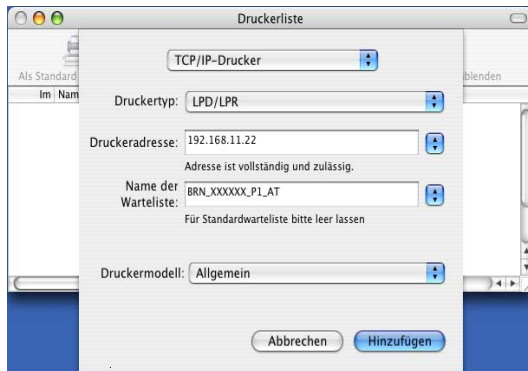 Druckerliste
TCP/IP-Drucker
Als Standard
blenden
Im Nam
Druckertyp: LPD/LPR
Druckeradresse: 192.168.11.22
Adresse ist vollständig und zulässig.
Name der
Warteliste: BRN_XXXXXX_P1_AT
Für Standardwarteliste bitte leer lassen
Druckermodell: Allgemein
Abbrechen Hinzufügen